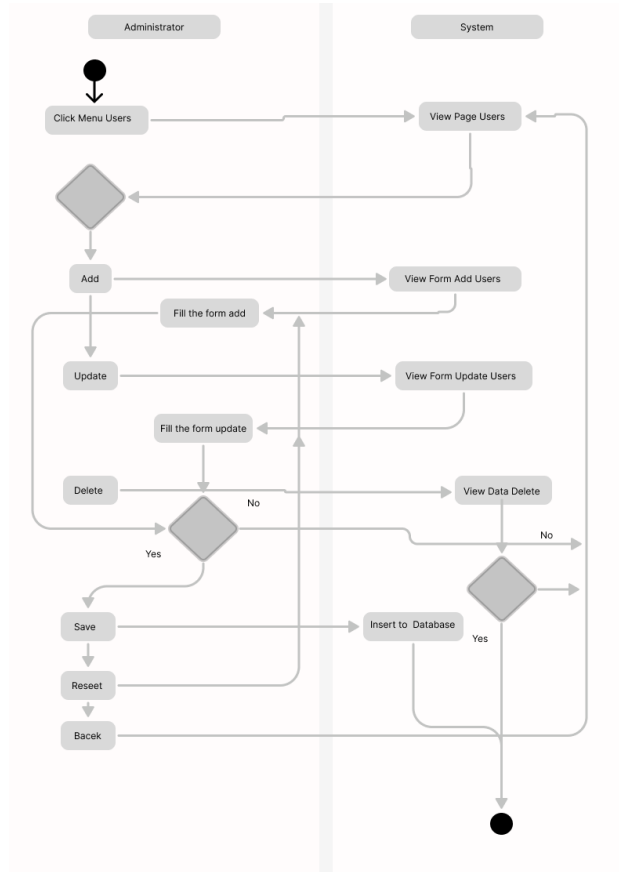 Administrator
System
Click Menu Users
View Page Users
Add
View Form Add Users
Fill the form add
Update
View Form Update Users
Fill the form update
Delete
View Data Delete
No
No
Yes
Save
Insert to Database
Yes
Reseet
Bacek